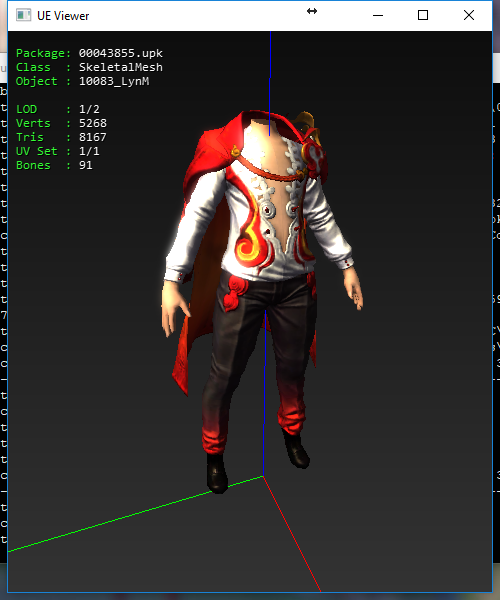 UE Viewer
Package: 00043855.upk
Class : SkeletalMesh
Object : 10083_LynM
LOD : 1/2
Verts : 5268
Tris : 8167
UV Set : 1/1
Bones : 91